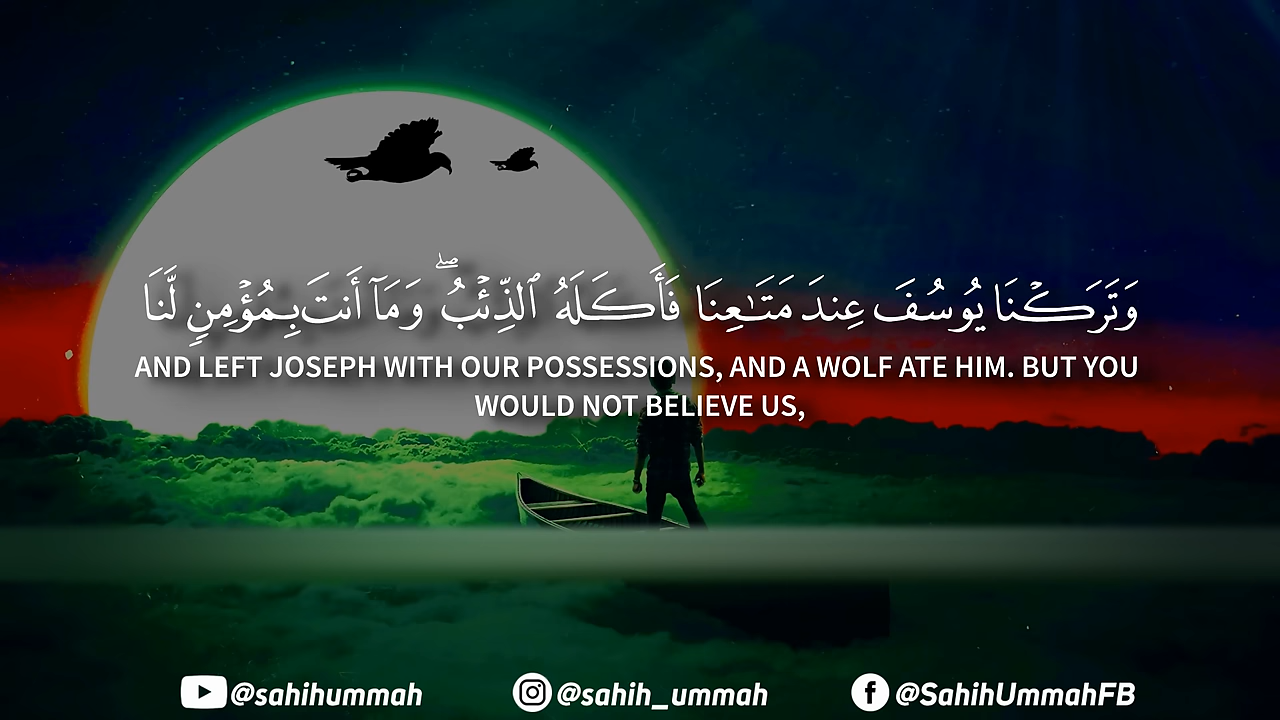 وَتَرَكْنَا يُوسُفَ عِندَ مَتَـٰعِنَا فَأَكَلَهُ ٱلذِّئْبُ ۖ وَمَآ أَنتَ بِمُؤْمِنٍ لَّنَا
AND LEFT JOSEPH WITH OUR POSSESSIONS, AND A WOLF ATE HIM. BUT YOU
WOULD NOT BELIEVE US,
@sahihummah @sahih_ummah @SahihUmmahFB